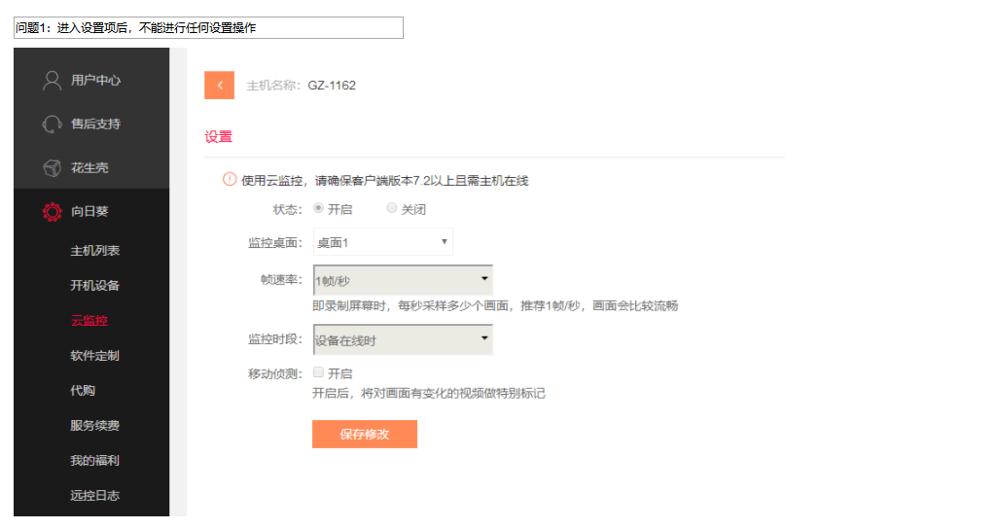 问题1：进入设置项后，不能进行任何设置操作
用户中心
售后支持
花生壳
向日葵
主机列表
开机设备
云监控
软件定制
代购
服务续费
我的福利
远控日志
主机名称：GZ-1162
设置
使用云监控，请确保客户端版本7.2以上且需主机在线
状态： 开启 关闭
监控桌面： 桌面1
帧速率： 1帧/秒
即录制屏幕时，每秒采样多少个画面，推荐1帧/秒，画面会比较流畅
监控时段： 设备在线时
移动侦测： 开启
开启后，将对画面有变化的视频做特别标记
保存修改